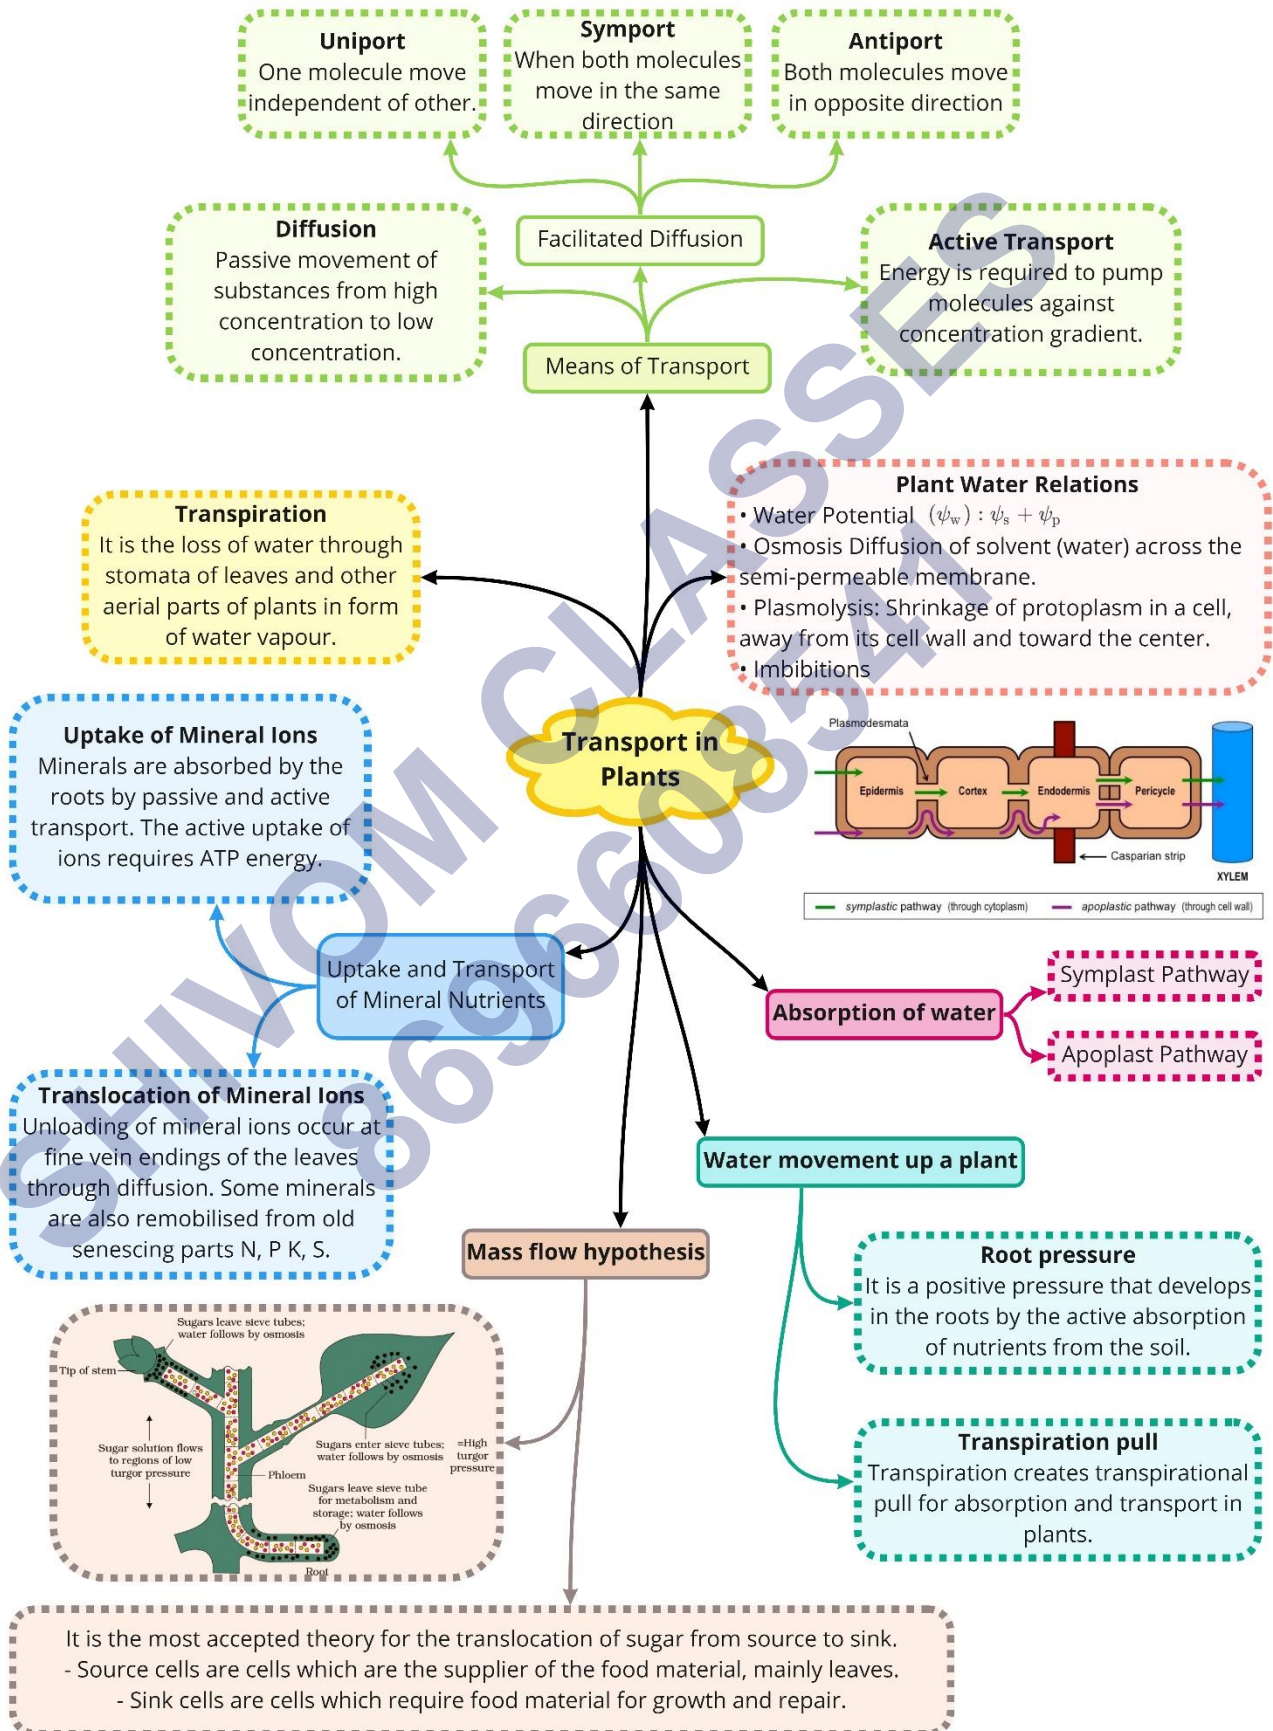 Uniport
One molecule move
independent of other.
Symport
When both molecules
move in the same
direction
Antiport
Both molecules move
in opposite direction
Diffusion
Passive movement of
substances from high
concentration to low
concentration.
Facilitated Diffusion
Active Transport
Energy is required to pump
molecules against
concentration gradient.
Means of Transport
Transpiration
It is the loss of water through
stomata of leaves and other
aerial parts of plants in form
of water vapour.
Plant Water Relations
• Water Potential (ψw) : ψs + ψp
• Osmosis Diffusion of solvent (water) across the
semi-permeable membrane.
• Plasmolysis: Shrinkage of protoplasm in a cell,
away from its cell wall and toward the center.
• Imbibitions
Transport in
Plants
Plasmodesmata
Epidermis
Cortex
Endodermis
Pericycle
Casparian strip
XYLEM
symplastic pathway (through cytoplasm)
apoplastic pathway (through cell wall)
Uptake of Mineral Ions
Minerals are absorbed by the
roots by passive and active
transport. The active uptake of
ions requires ATP energy.
Uptake and Transport
of Mineral Nutrients
Translocation of Mineral Ions
Unloading of mineral ions occur at
fine vein endings of the leaves
through diffusion. Some minerals
are also remobilised from old
senescing parts N, P K, S.
Absorption of water
Symplast Pathway
Apoplast Pathway
Water movement up a plant
Root pressure
It is a positive pressure that develops
in the roots by the active absorption
of nutrients from the soil.
Transpiration pull
Transpiration creates transpirational
pull for absorption and transport in
plants.
Mass flow hypothesis
Sugars leave sieve tubes;
water follows by osmosis
Tip of stem
Sugar solution flows
to regions of low
turgor pressure
Sugars enter sieve tubes;
water follows by osmosis
=High
turgor
pressure
Phloem
Sugars leave sieve tube
for metabolism and
storage; water follows
by osmosis
Root
It is the most accepted theory for the translocation of sugar from source to sink.
- Source cells are cells which are the supplier of the food material, mainly leaves.
- Sink cells are cells which require food material for growth and repair.
SHIVOM CLASSES
8696608541